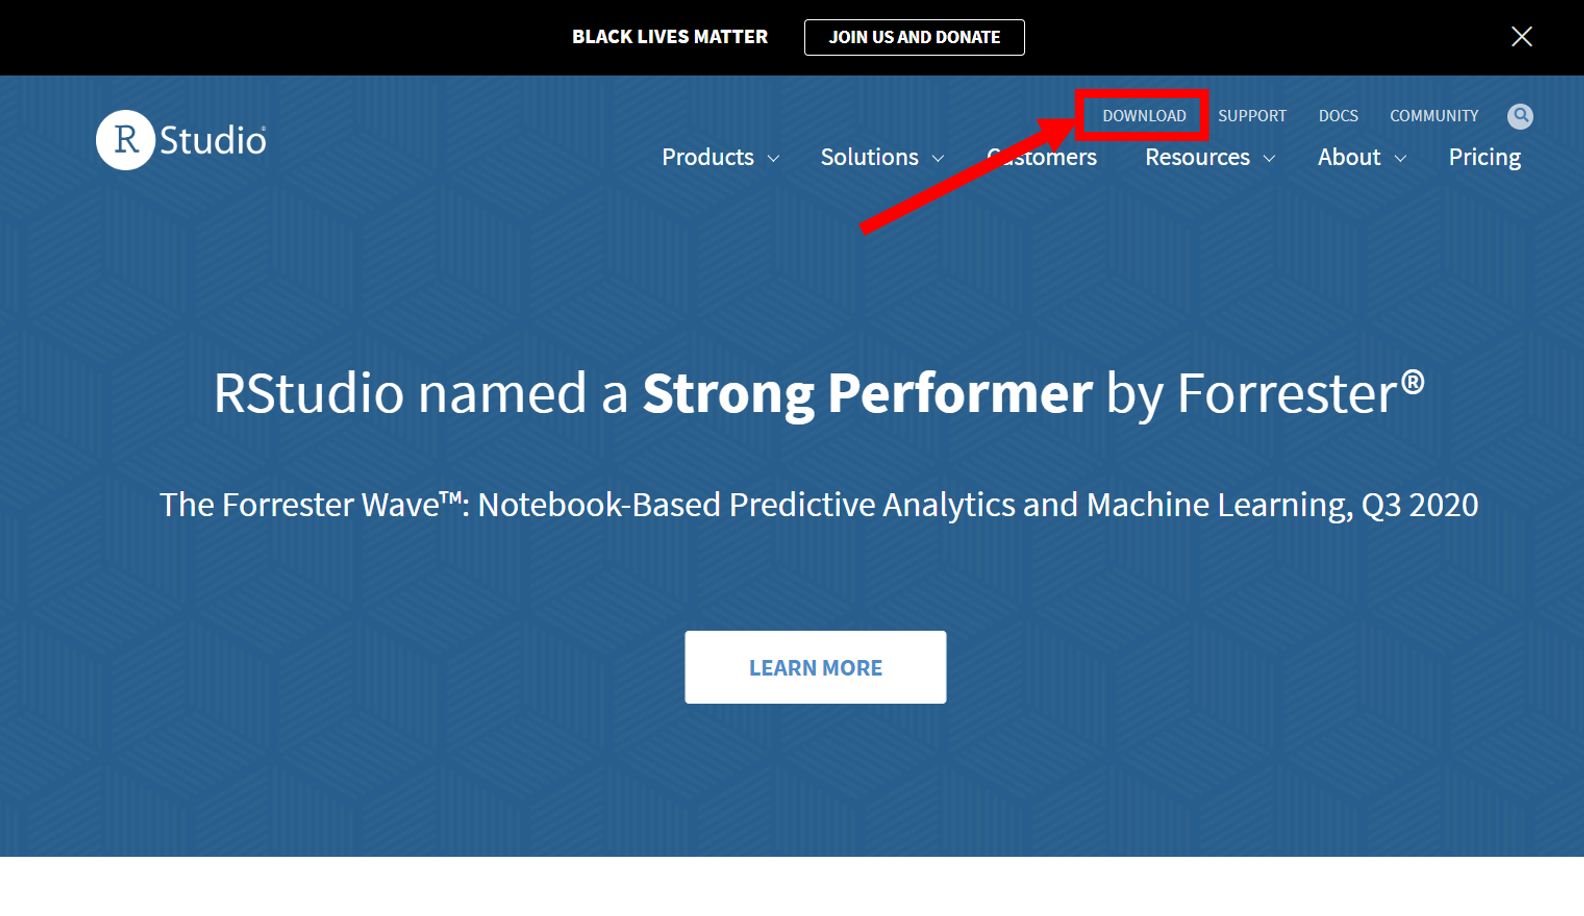 BLACK LIVES MATTER JOIN US AND DONATE
DOWNLOAD SUPPORT DOCS COMMUNITY
R Studio®
Products Solutions Customers Resources About Pricing
RStudio named a Strong Performer by Forrester®
The Forrester Wave™: Notebook-Based Predictive Analytics and Machine Learning, Q3 2020
LEARN MORE